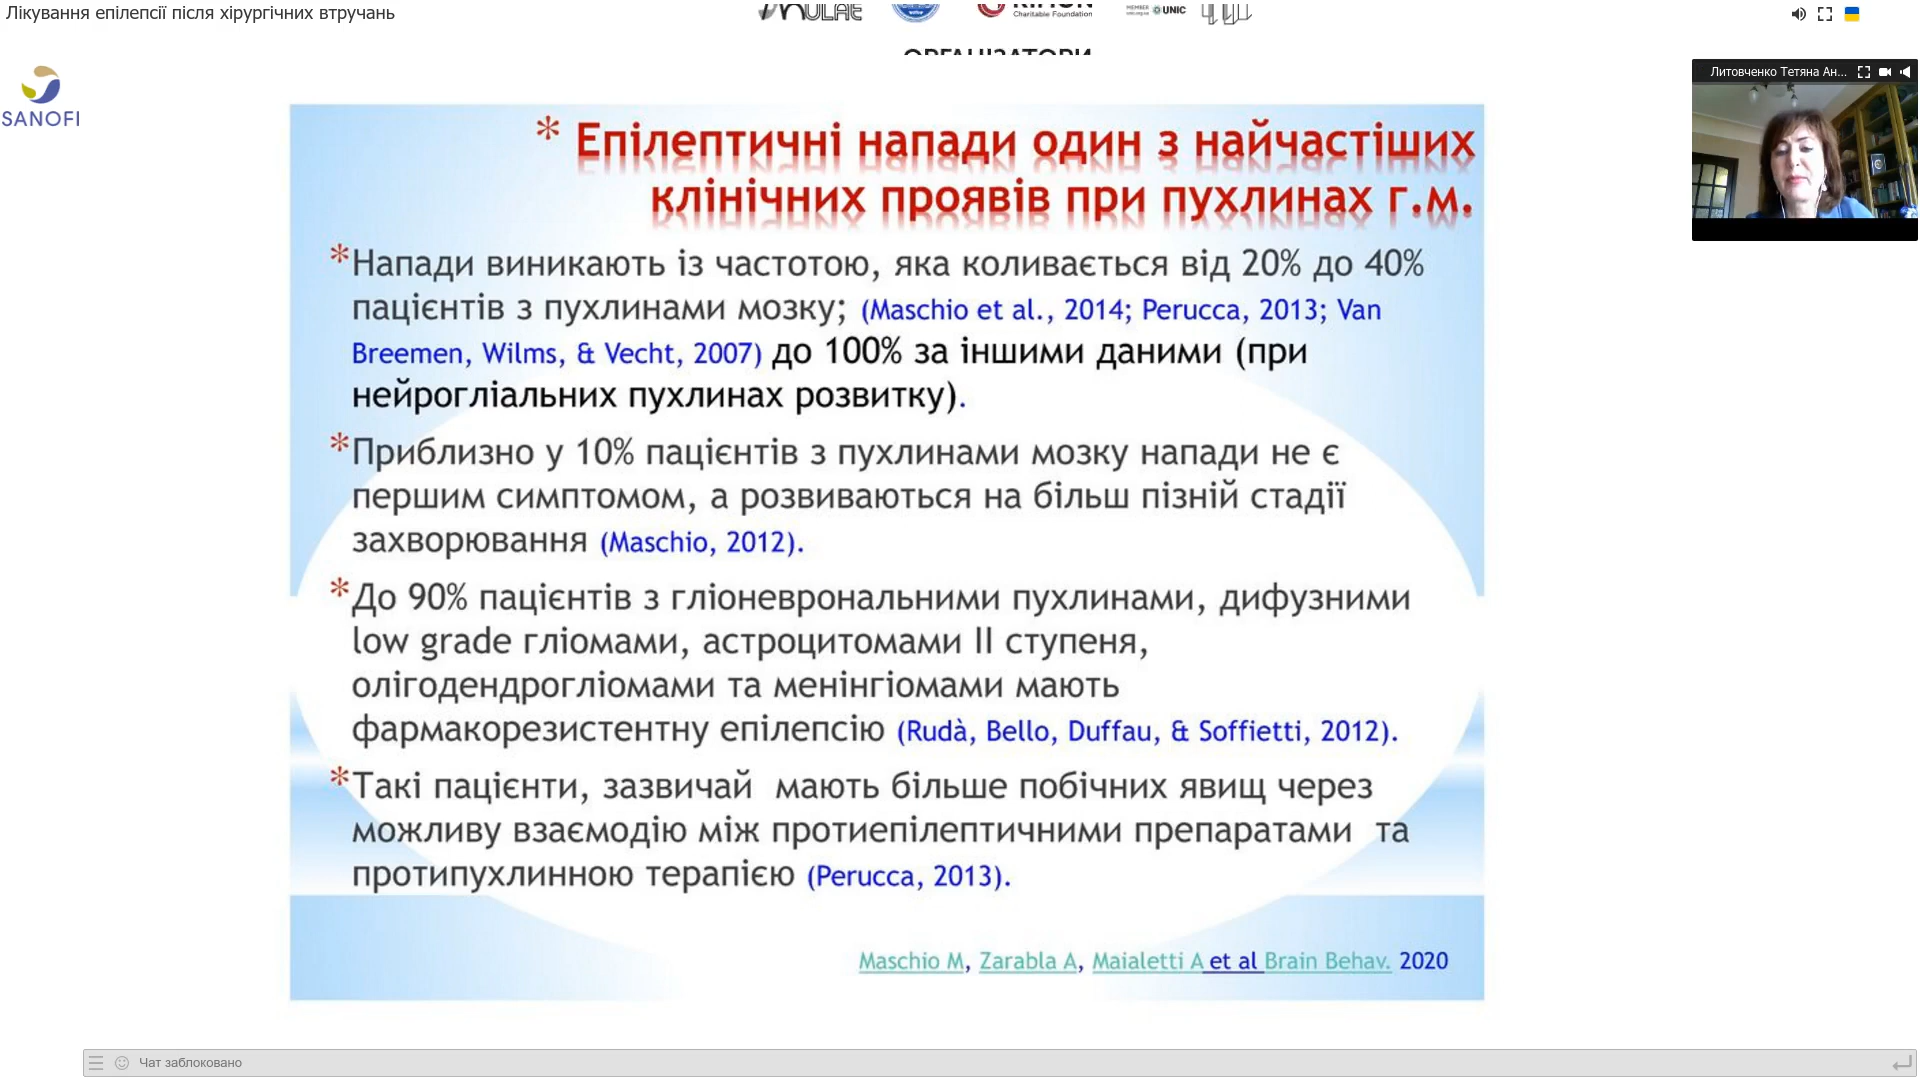 Лікування епілепсії після хірургічних втручань
Charitable Foundation
MEMBER
UNIC
SANOFI
Литовченко Тетяна Ан...
* Епілептичні напади один з найчастіших
клінічних проявів при пухлинах г.м.
*Напади виникають із частотою, яка коливається від 20% до 40%
пацієнтів з пухлинами мозку; (Maschio et al., 2014; Perucca, 2013; Van
Breemen, Wilms, & Vecht, 2007) до 100% за іншими даними (при
нейрогліальних пухлинах розвитку).
*Приблизно у 10% пацієнтів з пухлинами мозку напади не є
першим симптомом, а розвиваються на більш пізній стадії
захворювання (Maschio, 2012).
*До 90% пацієнтів з гліоневрональними пухлинами, дифузними
low grade гліомами, астроцитомами II ступеня,
олігодендрогліомами та менінгіомами мають
фармакорезистентну епілепсію (Rudà, Bello, Duffau, & Soffietti, 2012).
*Такі пацієнти, зазвичай  мають більше побічних явищ через
можливу взаємодію між протиепілептичними препаратами  та
протипухлинною терапією (Perucca, 2013).
Maschio M, Zarabla A, Maialetti A et al Brain Behav. 2020
Чат заблоковано